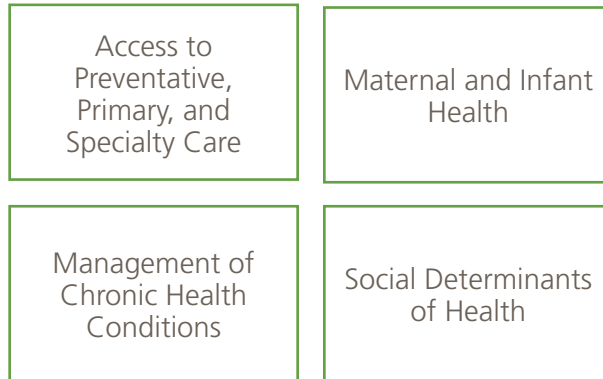 Access to
Preventative,
Primary, and
Specialty Care
Maternal and Infant
Health
Management of
Chronic Health
Conditions
Social Determinants
of Health